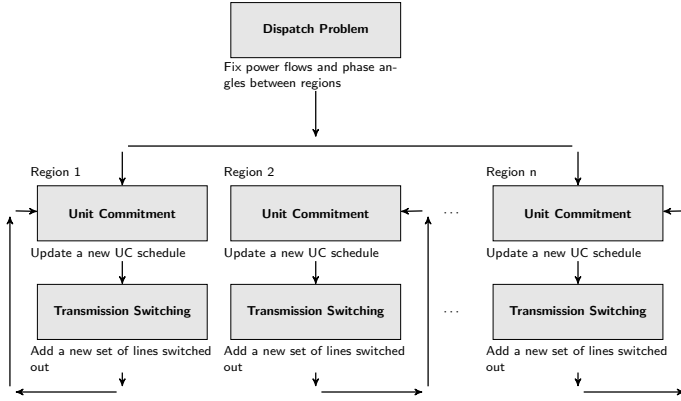 Dispatch Problem
Fix power flows and phase an-
gles between regions
Region 1
Region 2
Region n
Unit Commitment
Unit Commitment
. . .
Unit Commitment
Update a new UC schedule
Update a new UC schedule
Update a new UC schedule
Transmission Switching
Transmission Switching
. . .
Transmission Switching
Add a new set of lines switched
out
Add a new set of lines switched
out
Add a new set of lines switched
out